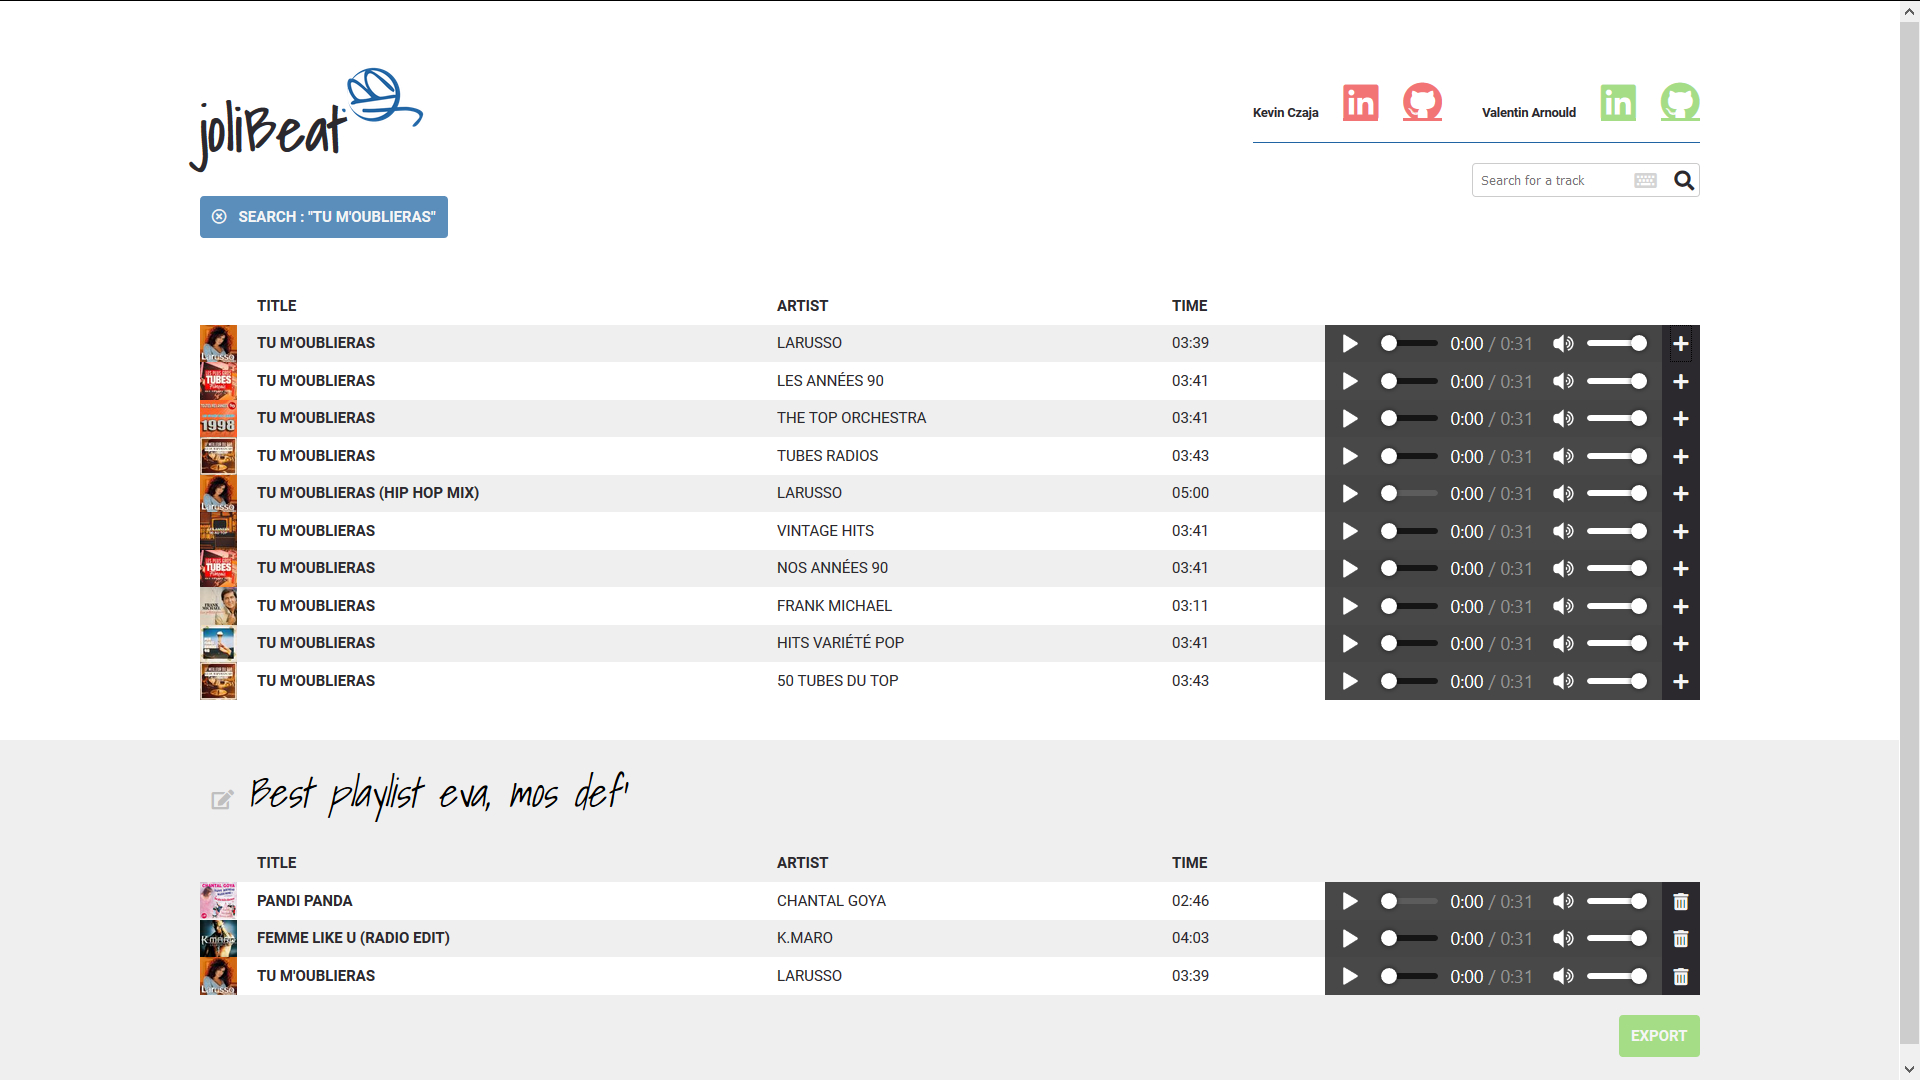 joliBeat
Kevin Czaja Valentin Arnould
Search for a track
SEARCH : "TU M'OUBLIERAS"
TITLE ARTIST TIME
TU M'OUBLIERAS LARUSSO 03:39 0:00 / 0:31
TU M'OUBLIERAS LES ANNÉES 90 03:41 0:00 / 0:31
TU M'OUBLIERAS THE TOP ORCHESTRA 03:41 0:00 / 0:31
TU M'OUBLIERAS TUBES RADIOS 03:43 0:00 / 0:31
TU M'OUBLIERAS (HIP HOP MIX) LARUSSO 05:00 0:00 / 0:31
TU M'OUBLIERAS VINTAGE HITS 03:41 0:00 / 0:31
TU M'OUBLIERAS NOS ANNÉES 90 03:41 0:00 / 0:31
TU M'OUBLIERAS FRANK MICHAEL 03:11 0:00 / 0:31
TU M'OUBLIERAS HITS VARIÉTÉ POP 03:41 0:00 / 0:31
TU M'OUBLIERAS 50 TUBES DU TOP 03:43 0:00 / 0:31
Best playlist eva, mos def'
TITLE ARTIST TIME
PANDI PANDA CHANTAL GOYA 02:46 0:00 / 0:31
FEMME LIKE U (RADIO EDIT) K.MARO 04:03 0:00 / 0:31
TU M'OUBLIERAS LARUSSO 03:39 0:00 / 0:31
EXPORT